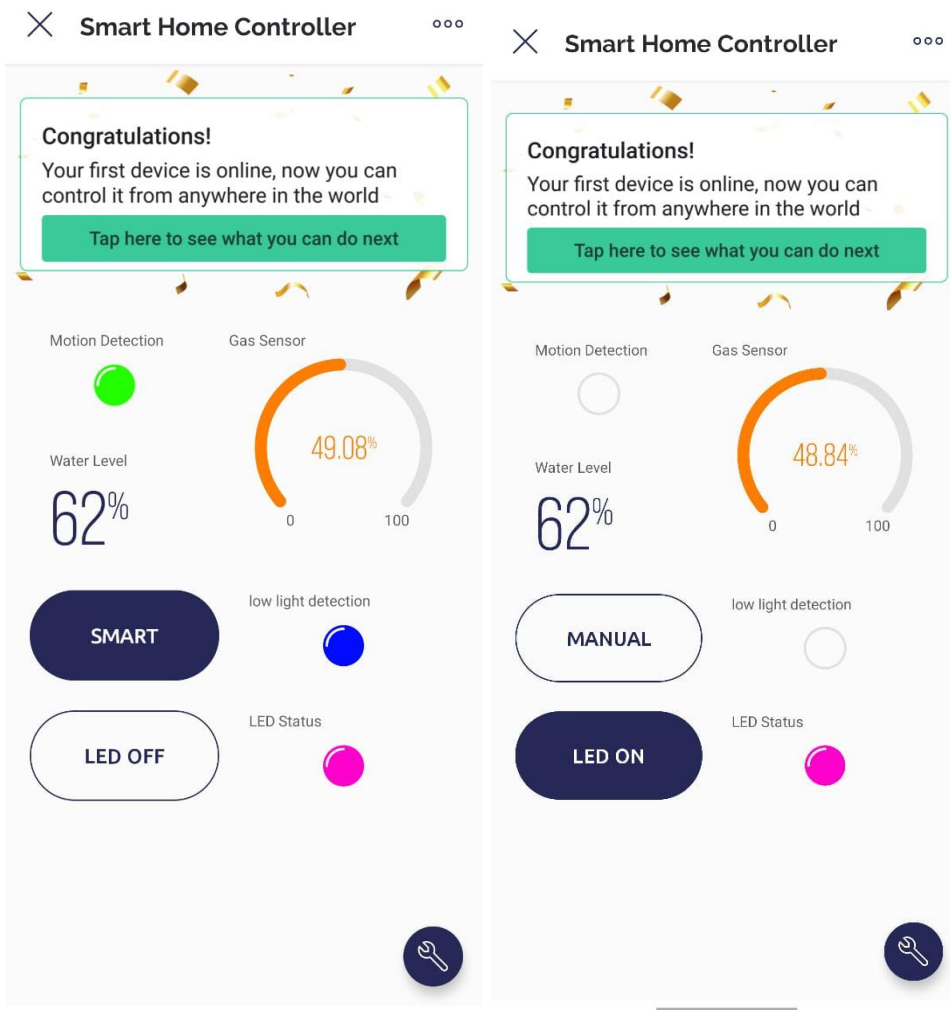 Smart Home Controller
Congratulations!
Your first device is online, now you can
control it from anywhere in the world
Tap here to see what you can do next
Motion Detection
Gas Sensor
49.08%
Water Level
62%
0
100
SMART
low light detection
LED OFF
LED Status
Smart Home Controller
Congratulations!
Your first device is online, now you can
control it from anywhere in the world
Tap here to see what you can do next
Motion Detection
Gas Sensor
48.84%
Water Level
62%
0
100
MANUAL
low light detection
LED ON
LED Status